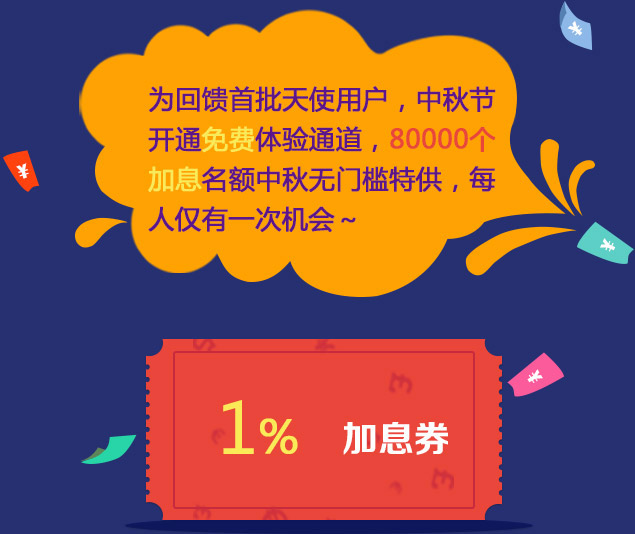 为回馈首批天使用户，中秋节
开通免费体验通道，80000个
加息名额中秋无门槛特供，每
人仅有一次机会～
1% 加息券